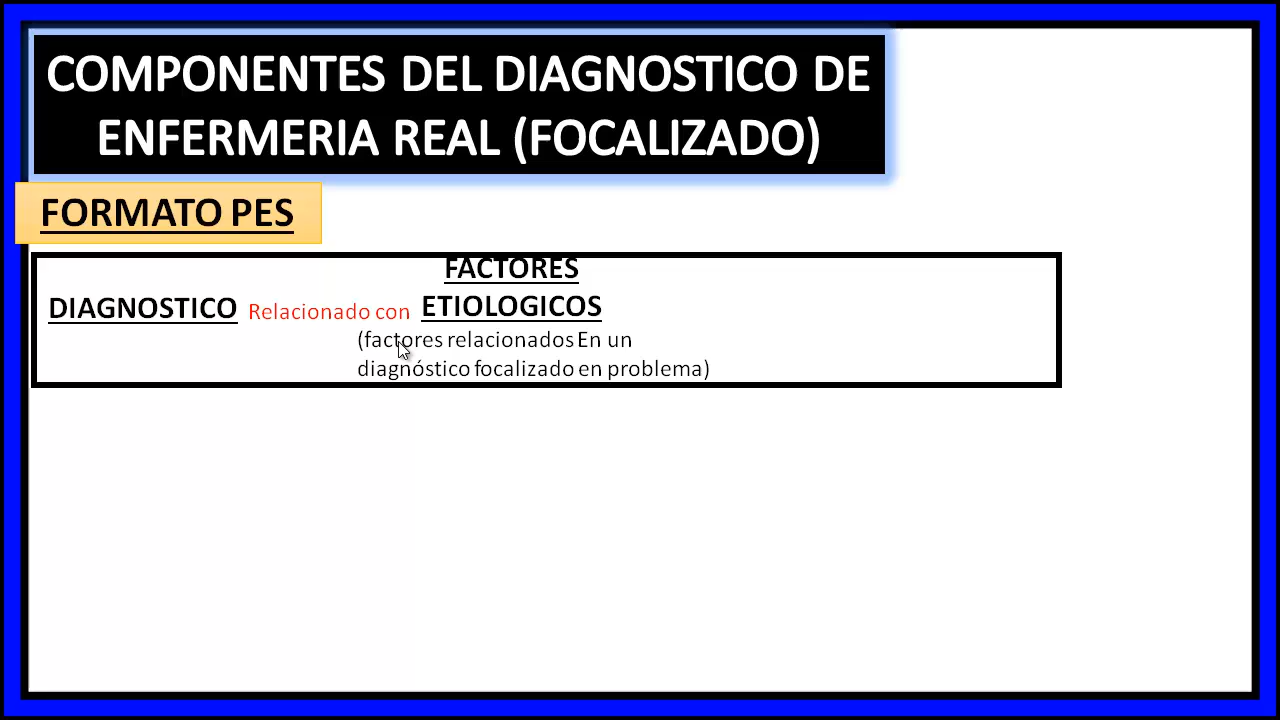 COMPONENTES DEL DIAGNOSTICO DE
ENFERMERIA REAL (FOCALIZADO)
FORMATO PES
DIAGNOSTICO Relacionado con FACTORES
ETIOLOGICOS
(factores relacionados En un
diagnóstico focalizado en problema)